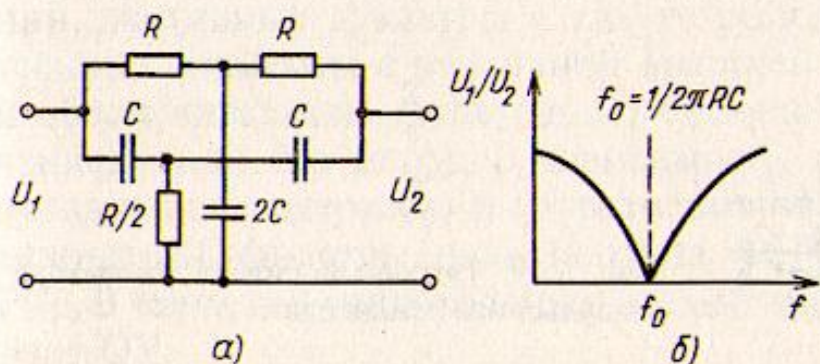 R R
C C
U₁ R/2 2C U₂
а)
U₁/U₂
f₀=1/2πRC
f₀ f
б)